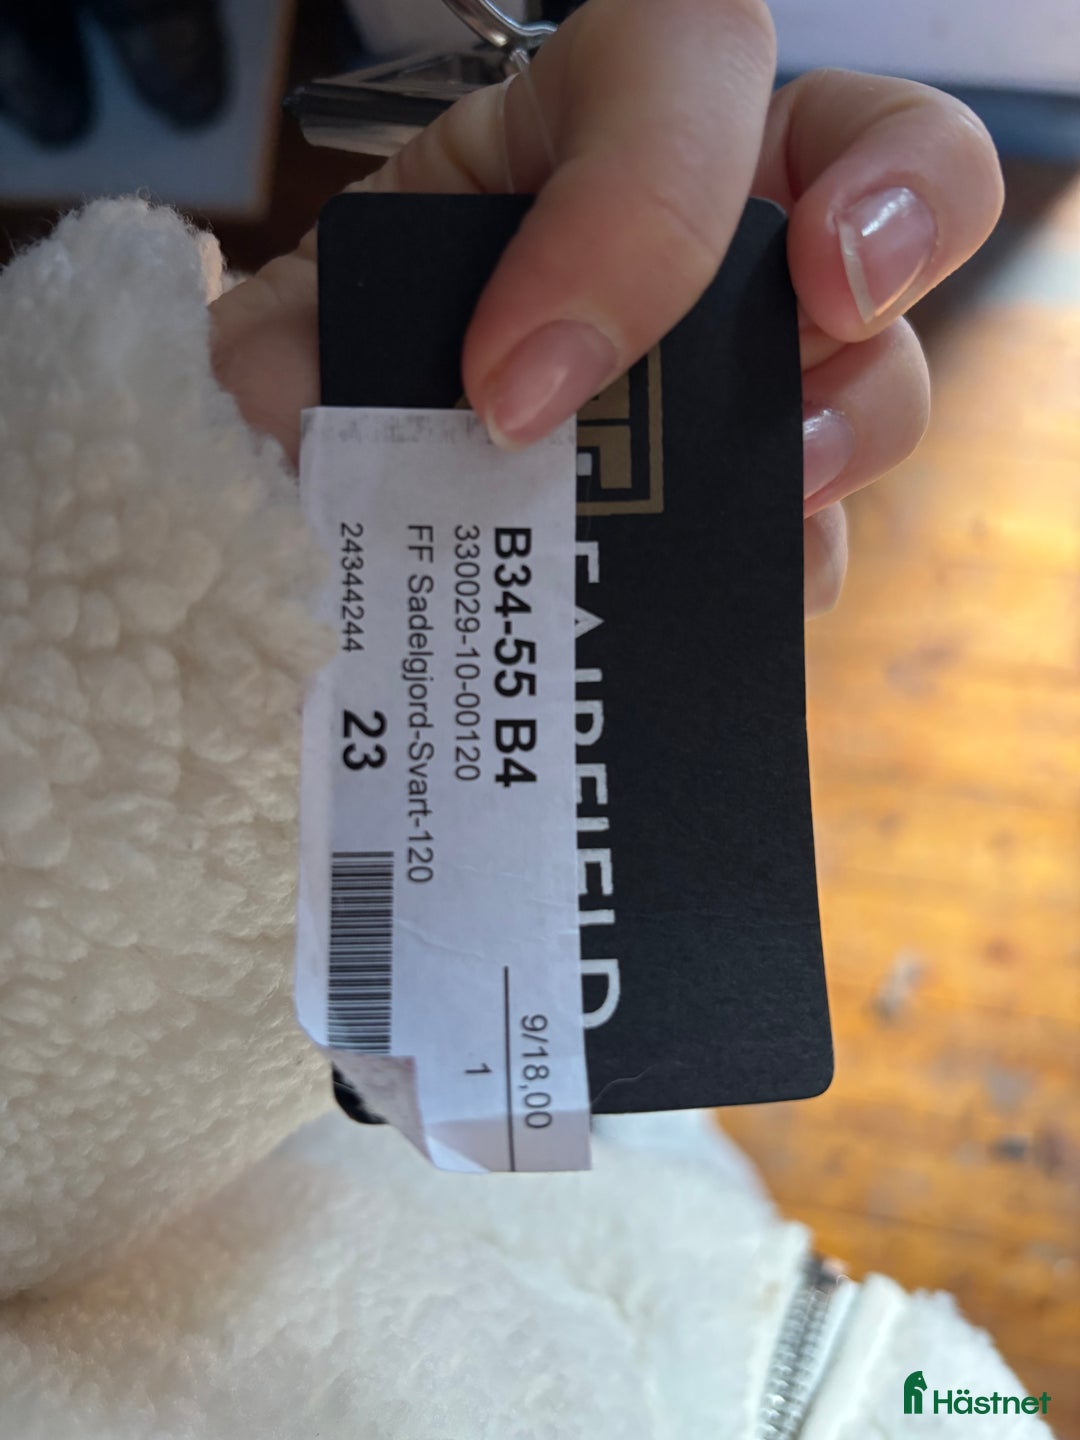 FAIRFIELD
B34-55 B4
330029-10-00120
FF Sadelgjord-Svart-120
24344244
23
9/18,00
1
Hästnet